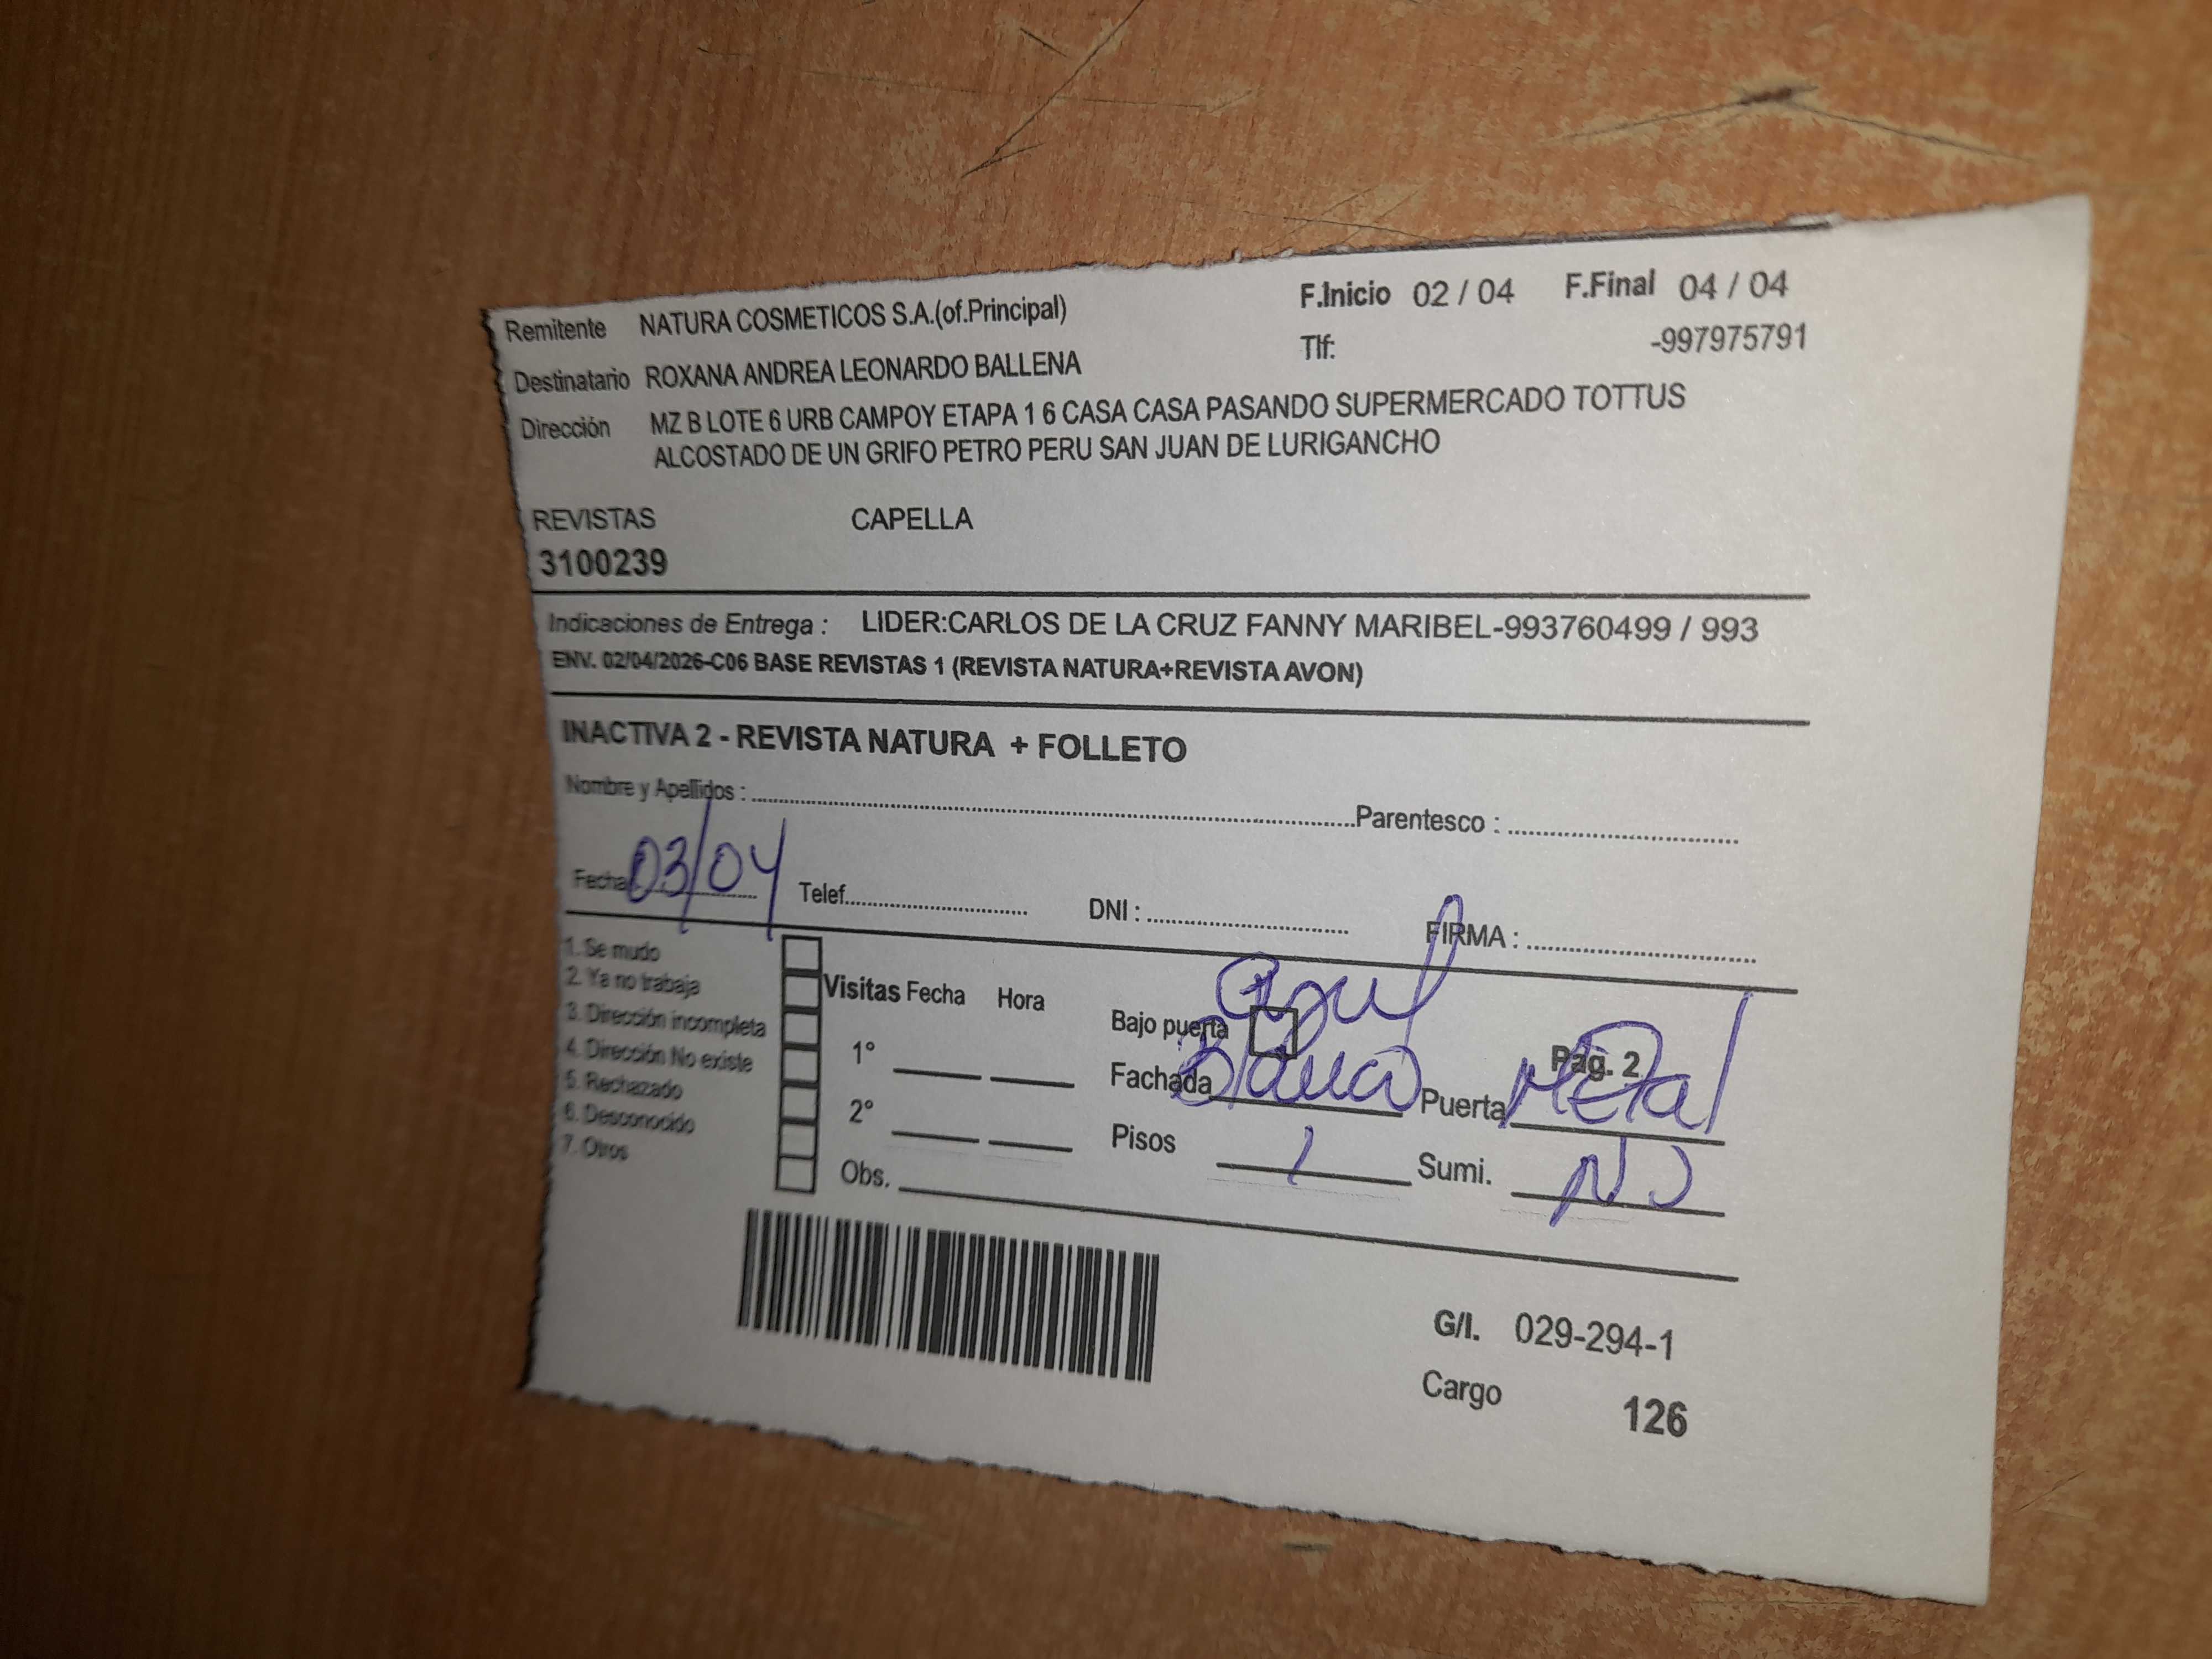 Remitente NATURA COSMETICOS S.A.(of.Principal) F.Inicio 02 / 04 F.Final 04 / 04
Destinatario ROXANA ANDREA LEONARDO BALLENA Tlf: -997975791
Dirección MZ B LOTE 6 URB CAMPOY ETAPA 1 6 CASA CASA PASANDO SUPERMERCADO TOTTUS
ALCOSTADO DE UN GRIFO PETRO PERU SAN JUAN DE LURIGANCHO
REVISTAS CAPELLA
3100239
Indicaciones de Entrega : LIDER:CARLOS DE LA CRUZ FANNY MARIBEL-993760499 / 993
ENV. 02/04/2026-C06 BASE REVISTAS 1 (REVISTA NATURA+REVISTA AVON)
INACTIVA 2 - REVISTA NATURA + FOLLETO
Nombre y Apellidos : Parentesco :
Fecha 03/04 Telef. DNI : FIRMA :
1. Se mudo
2. Ya no trabaja
3. Dirección incompleta
4. Dirección No existe
5. Rechazado
6. Desconocido
7. Otros
Visitas Fecha Hora
1°
2°
Obs.
azul
Bajo puerta
Pag. 2
Fachada Blanco Puerta Metal
Pisos 1 Sumi.
G/I. 029-294-1
Cargo 126